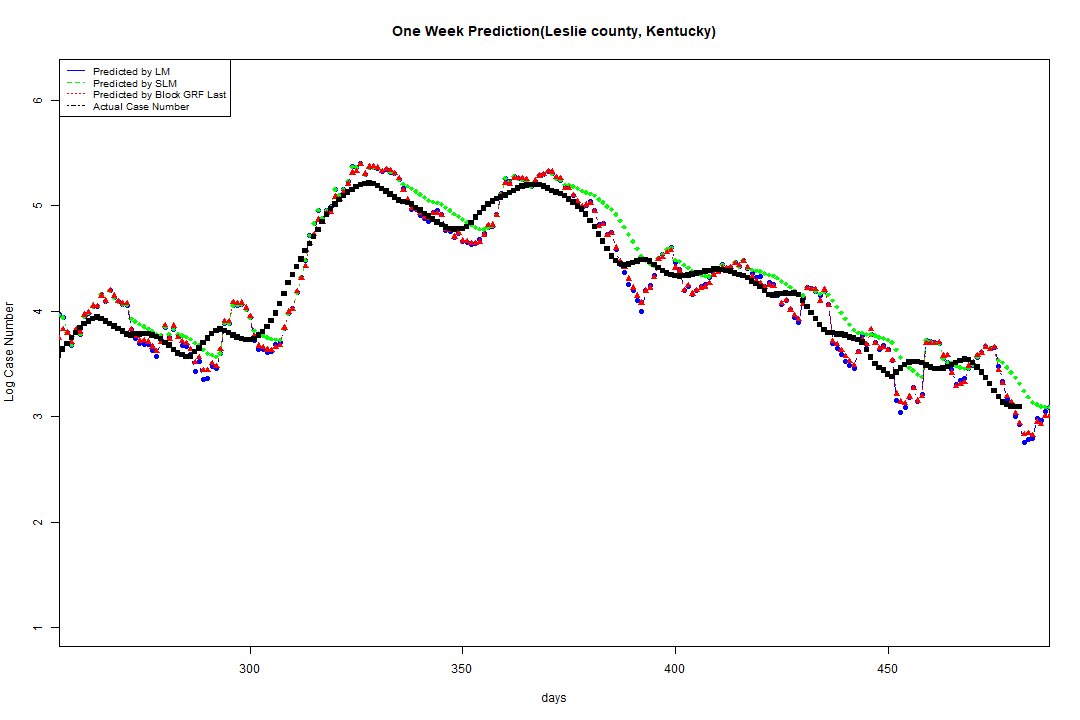 One Week Prediction(Leslie county, Kentucky)
Predicted by LM
Predicted by SLM
Predicted by Block GRF Last
Actual Case Number
6
5
4
3
2
1
Log Case Number
300 350 400 450
days